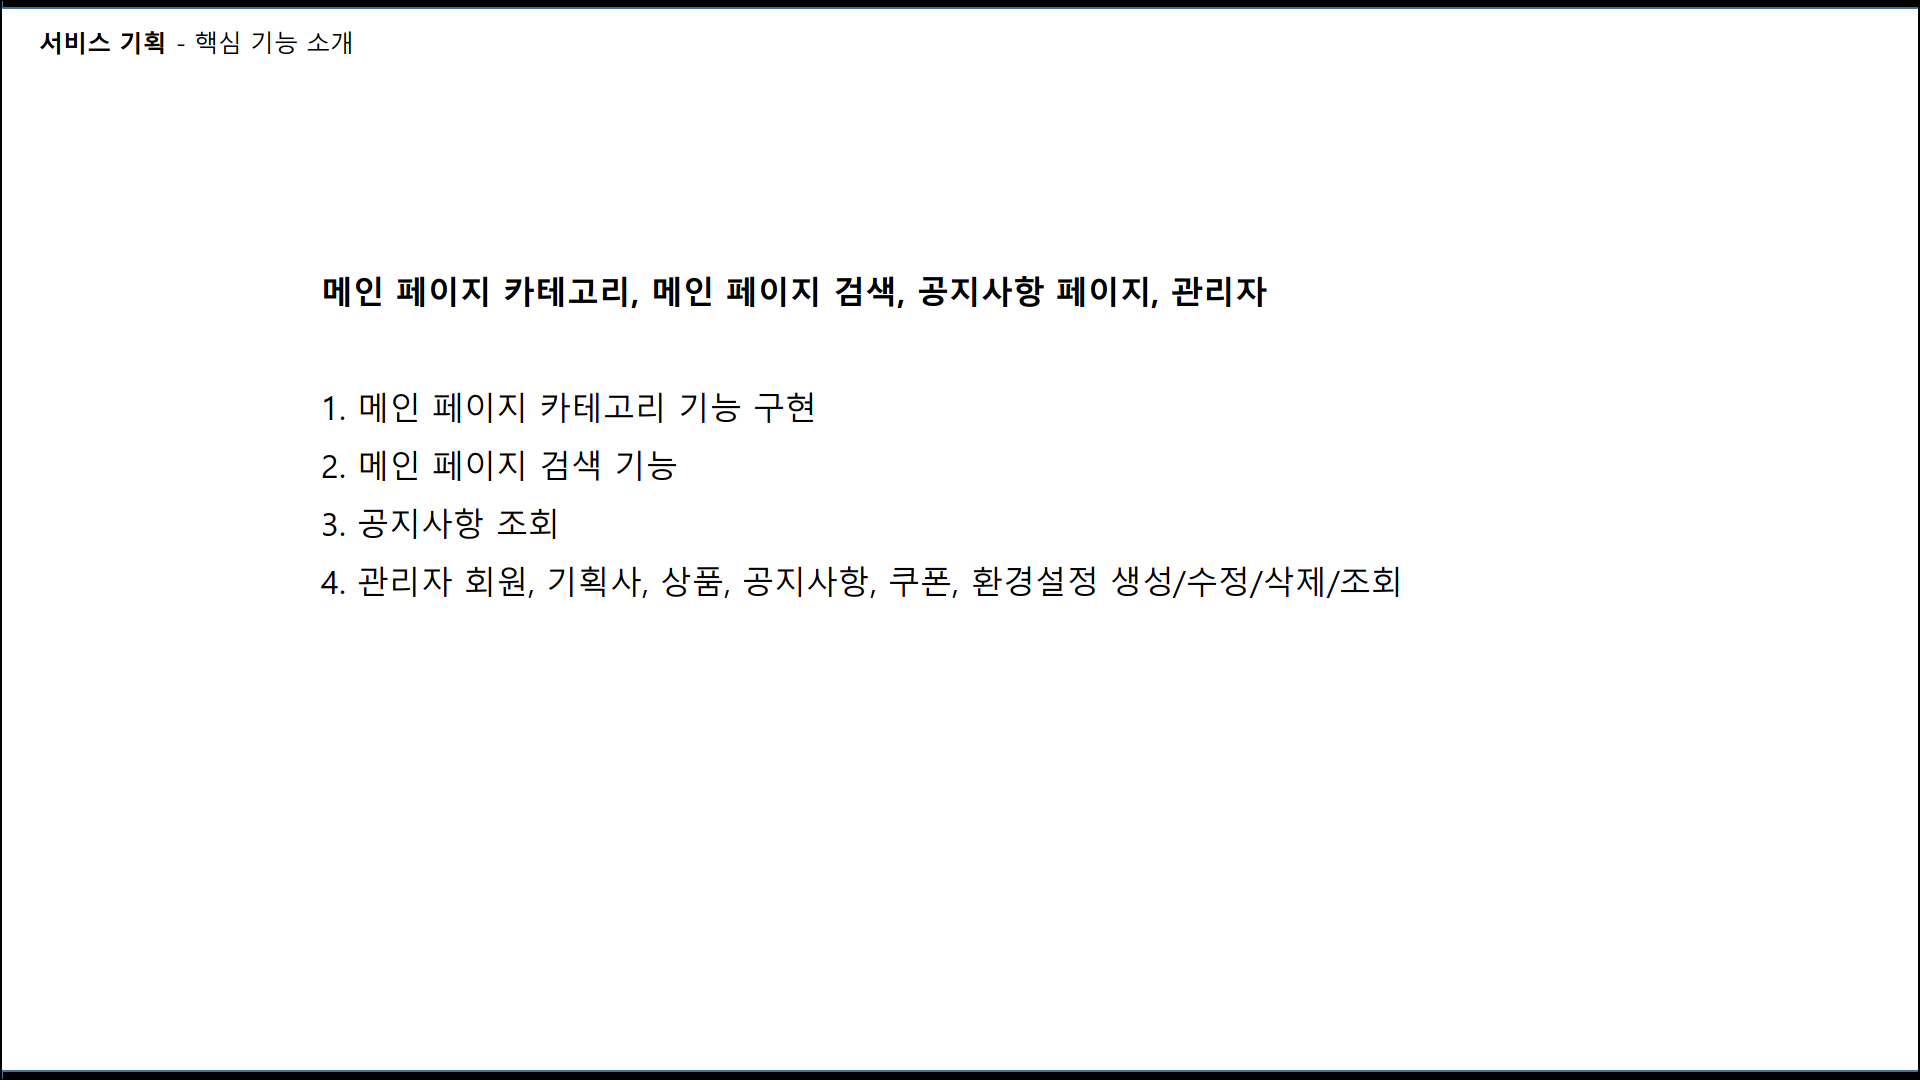 서비스 기획 - 핵심 기능 소개
메인 페이지 카테고리, 메인 페이지 검색, 공지사항 페이지, 관리자
1. 메인 페이지 카테고리 기능 구현
2. 메인 페이지 검색 기능
3. 공지사항 조회
4. 관리자 회원, 기획사, 상품, 공지사항, 쿠폰, 환경설정 생성/수정/삭제/조회